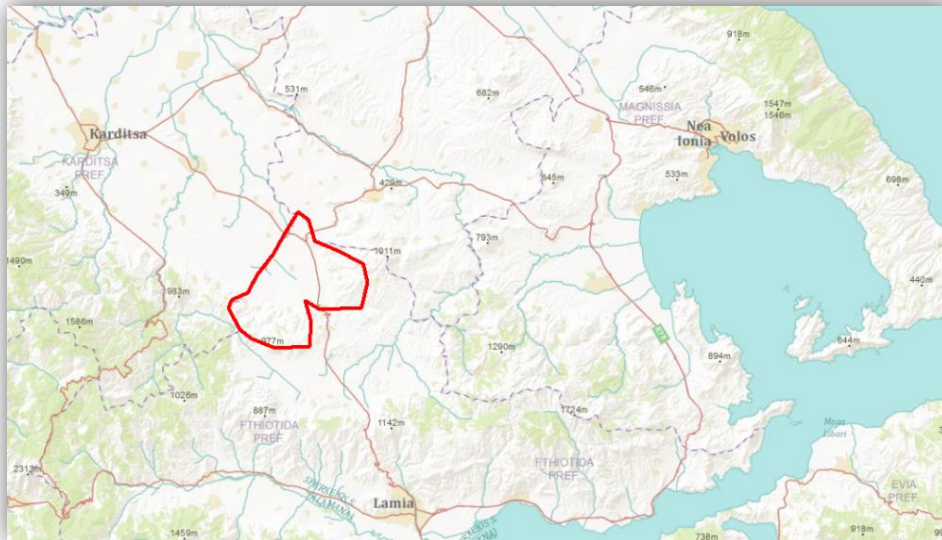 918m
531m
546m
682m
1547m
1546m
MAGNISSIA
PREF
Nea
Ionia
Volos
Karditsa
KARDITSA
PREF
349m
429m
645m
533m
698m
1011m
793m
1490m
983m
440m
1586m
977m
644m
1290m
894m
1026m
887m
1724m
1142m
FTHIOTIDA
PREF
FTHIOTIDA
PREF
2313m
EVIA
PREF
Lamia
1459m
738m
918m